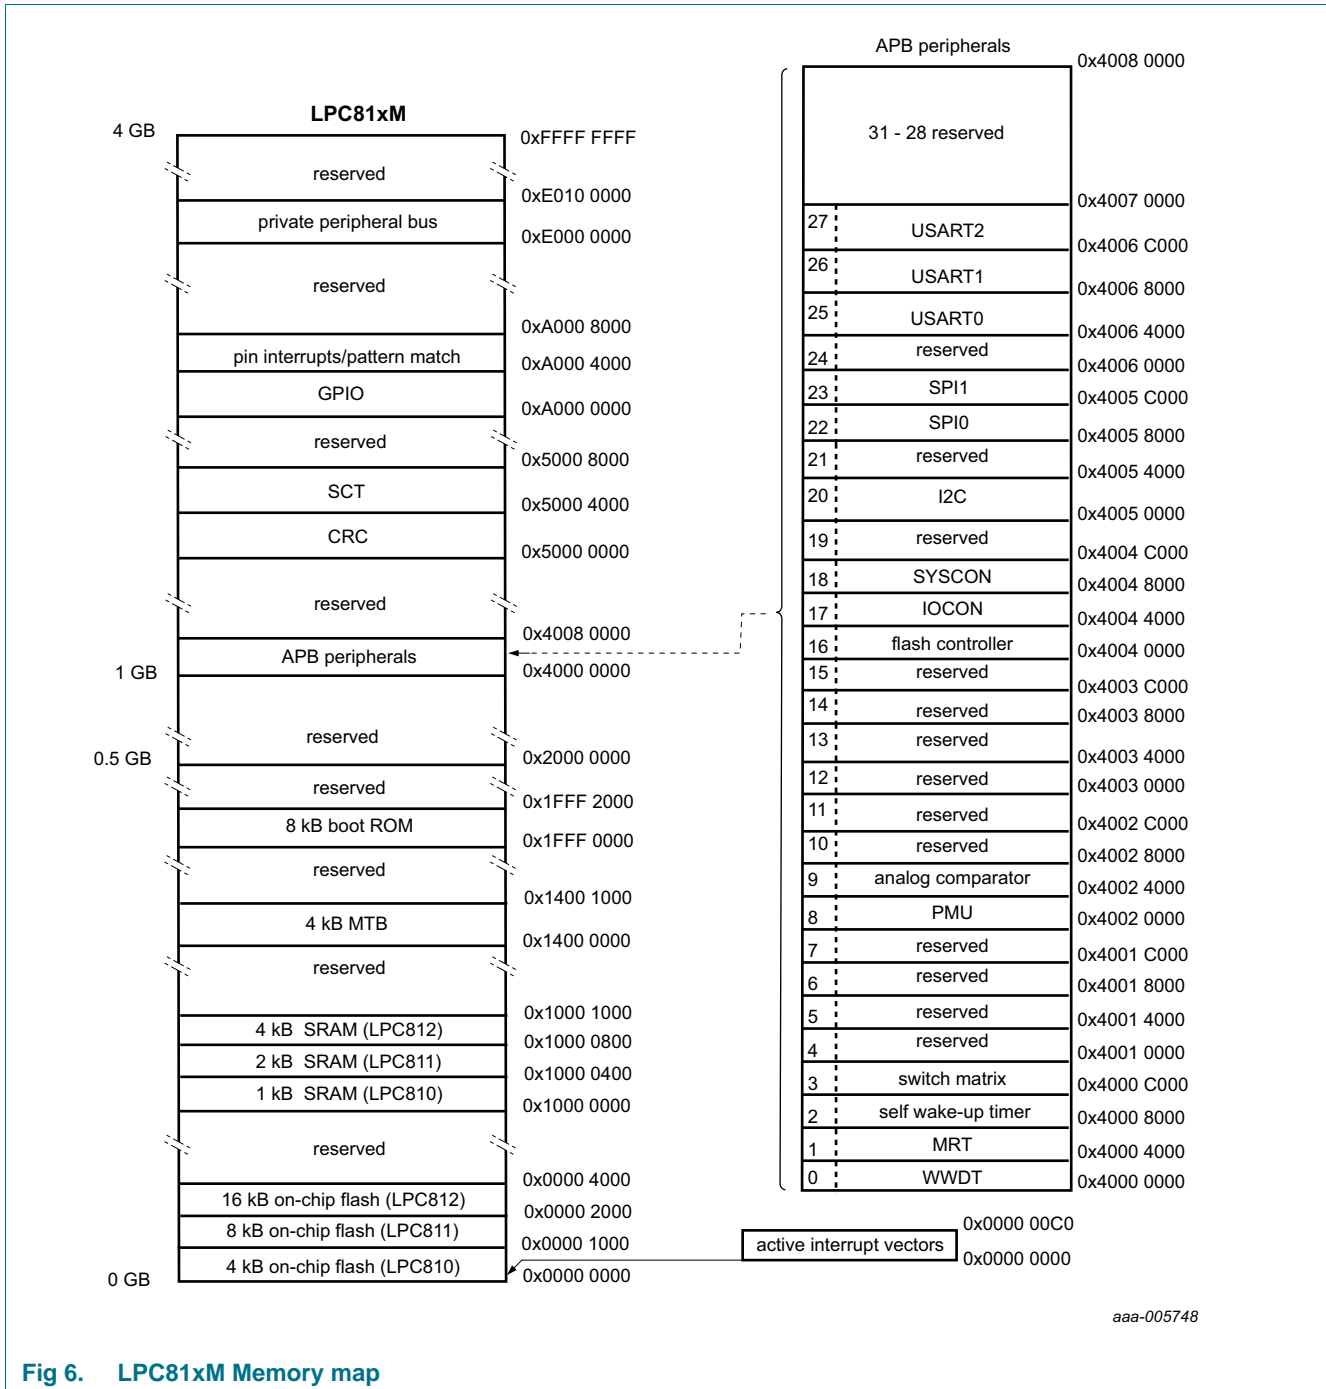 APB peripherals
0x4008 0000
LPC81xM
4 GB
0xFFFF FFFF
reserved
0xE010 0000
private peripheral bus
0xE000 0000
reserved
0xA000 8000
pin interrupts/pattern match
0xA000 4000
GPIO
0xA000 0000
reserved
0x5000 8000
SCT
0x5000 4000
CRC
0x5000 0000
reserved
0x4008 0000
APB peripherals
1 GB
0x4000 0000
reserved
0.5 GB
0x2000 0000
reserved
0x1FFF 2000
8 kB boot ROM
0x1FFF 0000
reserved
0x1400 1000
4 kB MTB
0x1400 0000
reserved
0x1000 1000
4 kB SRAM (LPC812)
0x1000 0800
2 kB SRAM (LPC811)
0x1000 0400
1 kB SRAM (LPC810)
0x1000 0000
reserved
0x0000 4000
16 kB on-chip flash (LPC812)
0x0000 2000
8 kB on-chip flash (LPC811)
0x0000 1000
4 kB on-chip flash (LPC810)
0 GB
0x0000 0000
31 - 28 reserved
0x4007 0000
27 USART2
0x4006 C000
26 USART1
0x4006 8000
25 USART0
0x4006 4000
24 reserved
0x4006 0000
23 SPI1
0x4005 C000
22 SPI0
0x4005 8000
21 reserved
0x4005 4000
20 I2C
0x4005 0000
19 reserved
0x4004 C000
18 SYSCON
0x4004 8000
17 IOCON
0x4004 4000
16 flash controller
0x4004 0000
15 reserved
0x4003 C000
14 reserved
0x4003 8000
13 reserved
0x4003 4000
12 reserved
0x4003 0000
11 reserved
0x4002 C000
10 reserved
0x4002 8000
9 analog comparator
0x4002 4000
8 PMU
0x4002 0000
7 reserved
0x4001 C000
6 reserved
0x4001 8000
5 reserved
0x4001 4000
4 reserved
0x4001 0000
3 switch matrix
0x4000 C000
2 self wake-up timer
0x4000 8000
1 MRT
0x4000 4000
0 WWDT
0x4000 0000
0x0000 00C0
active interrupt vectors
0x0000 0000
aaa-005748
Fig 6. LPC81xM Memory map